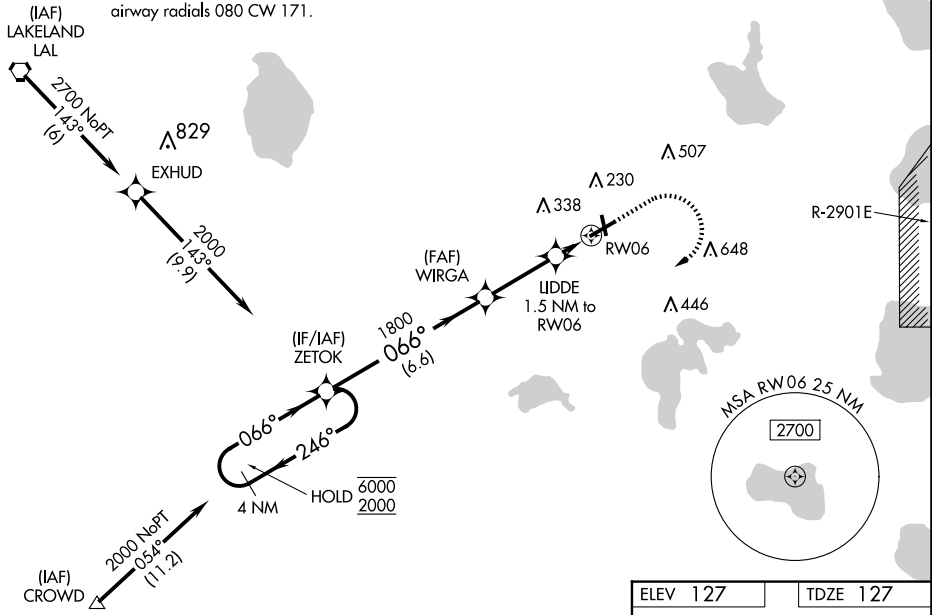 airway radials 080 CW 171.
(IAF)
LAKELAND
LAL
2700 NoPT
143°
(6)
829
EXHUD
2000
143°
(9.9)
507
230
338
R-2901E
RW06
648
(FAF)
WIRGA
LIDDE
1.5 NM to
RW06
446
1800
066°
(6.6)
(IF/IAF)
ZETOK
MSA RW06 25 NM
2700
066°
246°
4 NM
HOLD
6000
2000
2000 NoPT
054°
(11.2)
(IAF)
CROWD
ELEV 127
TDZE 127